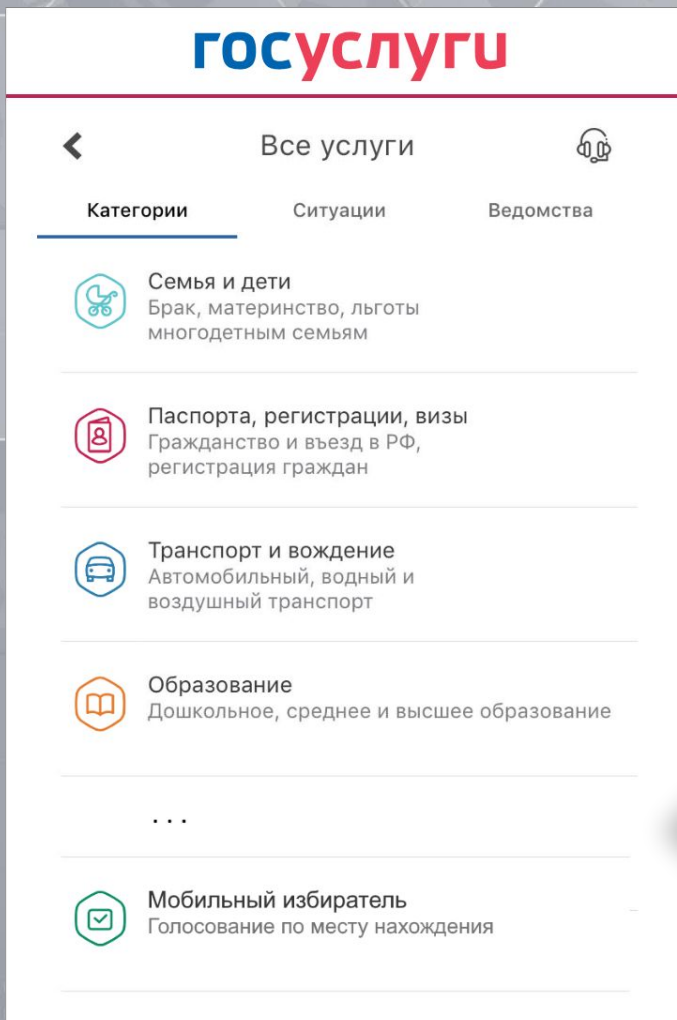 госуслуги
Все услуги
Категории Ситуации Ведомства
Семья и дети
Брак, материнство, льготы
многодетным семьям
Паспорта, регистрации, визы
Гражданство и въезд в РФ,
регистрация граждан
Транспорт и вождение
Автомобильный, водный и
воздушный транспорт
Образование
Дошкольное, среднее и высшее образование
...
Мобильный избиратель
Голосование по месту нахождения